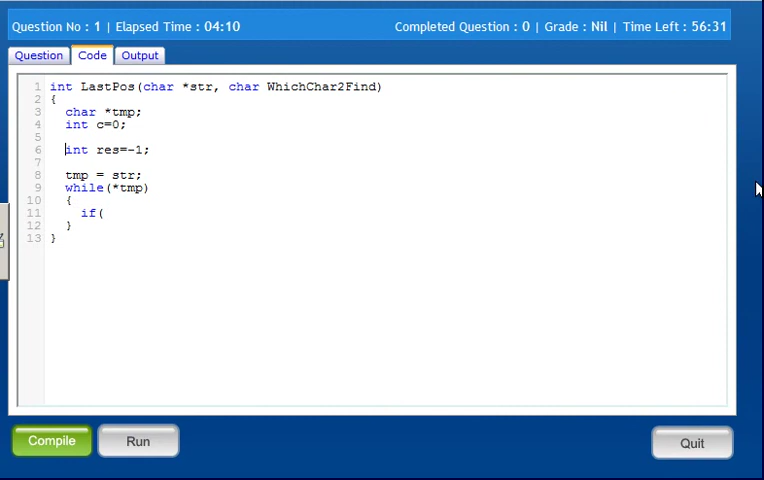 Question No : 1 | Elapsed Time : 04:10
Completed Question : 0 | Grade : Nil | Time Left : 56:31
Question Code Output
1 int LastPos(char *str, char WhichChar2Find)
2 {
3 char *tmp;
4 int c=0;
5
6 int res=-1;
7
8 tmp = str;
9 while(*tmp)
10 {
11 if(
12 }
13 }
Compile Run Quit